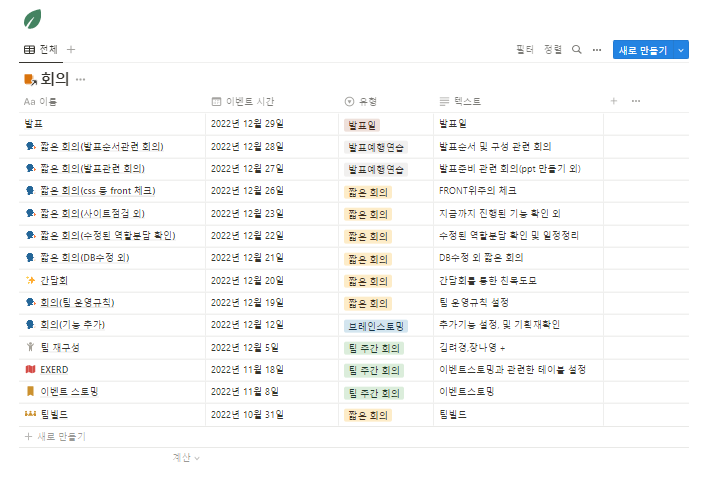 전체
필터 정렬 새로 만들기
회의
Aa 이름 이벤트 시간 유형 텍스트
발표 2022년 12월 29일 발표일 발표일
짧은 회의(발표순서관련 회의) 2022년 12월 28일 발표예행연습 발표순서 및 구성 관련 회의
짧은 회의(발표관련 회의) 2022년 12월 27일 발표예행연습 발표준비 관련 회의(ppt 만들기 외)
짧은 회의(css 등 front 체크) 2022년 12월 26일 짧은 회의 FRONT위주의 체크
짧은 회의(사이트점검 외) 2022년 12월 23일 짧은 회의 지금까지 진행된 기능 확인 외
짧은 회의(수정된 역할분담 확인) 2022년 12월 22일 짧은 회의 수정된 역할분담 확인 및 일정정리
짧은 회의(DB수정 외) 2022년 12월 21일 짧은 회의 DB수정 외 짧은 회의
간담회 2022년 12월 20일 짧은 회의 간담회를 통한 친목도모
회의(팀 운영규칙) 2022년 12월 19일 짧은 회의 팀 운영규칙 설정
회의(기능 추가) 2022년 12월 12일 브레인스토밍 추가기능 설정, 및 기획재확인
팀 재구성 2022년 12월 5일 팀 주간 회의 김려경,장나영 +
EXERD 2022년 11월 18일 팀 주간 회의 이벤트스토밍과 관련한 테이블 설정
이벤트 스토밍 2022년 11월 8일 팀 주간 회의 이벤트스토밍
팀빌드 2022년 10월 31일 짧은 회의 팀빌드
새로 만들기
계산